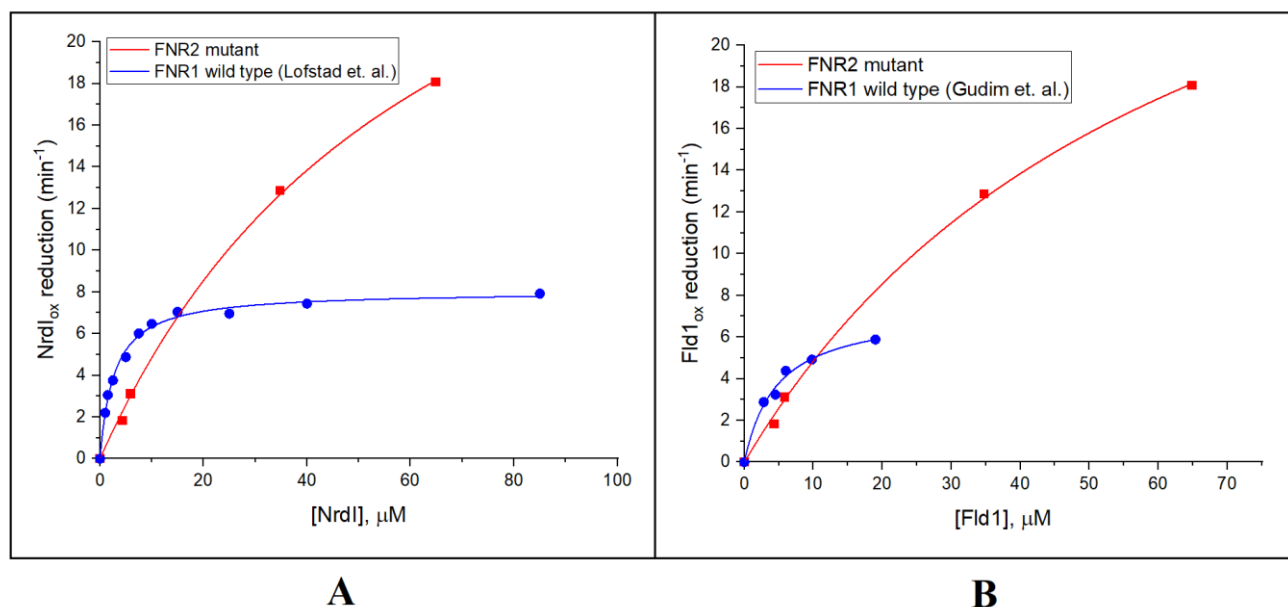 FNR2 mutant
FNR1 wild type (Lofstad et. al.)
20
18
16
14
12
10
8
6
4
2
0
NrdIox reduction (min-1)
0 20 40 60 80 100
[NrdI], μM
A
FNR2 mutant
FNR1 wild type (Gudim et. al.)
20
18
16
14
12
10
8
6
4
2
0
Fld1ox reduction (min-1)
0 10 20 30 40 50 60 70
[Fld1], μM
B